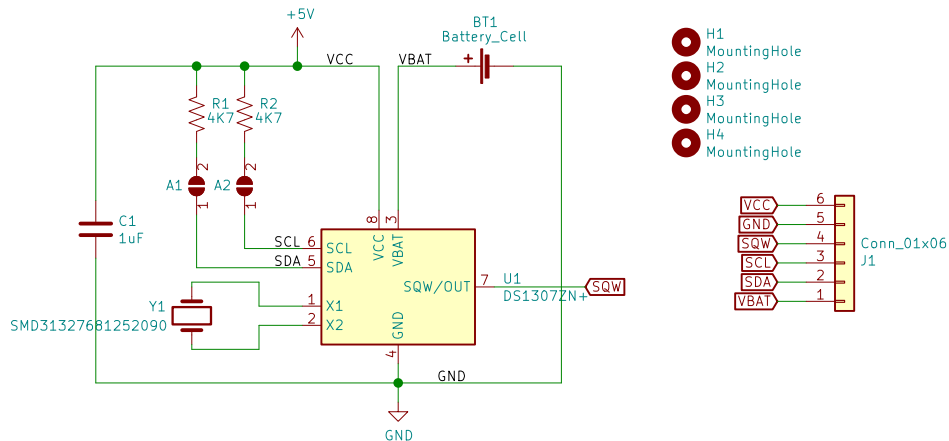 +5V
VCC
VBAT
BT1
Battery_Cell
+
R1
4K7
R2
4K7
2
2
A1
A2
1
1
C1
1uF
8
3
VCC
VBAT
SCL
6
SCL
SDA
5
SDA
SQW/OUT
7
U1
DS1307ZN+
SQW
Y1
SMD31327681252090
1
X1
2
X2
GND
4
GND
GND
H1
MountingHole
H2
MountingHole
H3
MountingHole
H4
MountingHole
VCC
6
GND
5
SQW
4
SCL
3
SDA
2
VBAT
1
Conn_01x06
J1